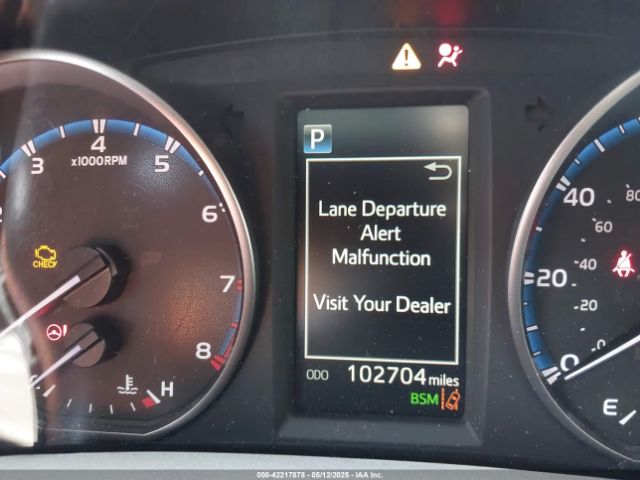 P
Lane Departure
Alert
Malfunction
Visit Your Dealer
ODO 102704 miles
BSM
3 4 5 6 7 8
x1000RPM
CHECK
H
40 20 0
80 60 40 20 0
E
000-42217878 - 05/12/2025 - IAA Inc.